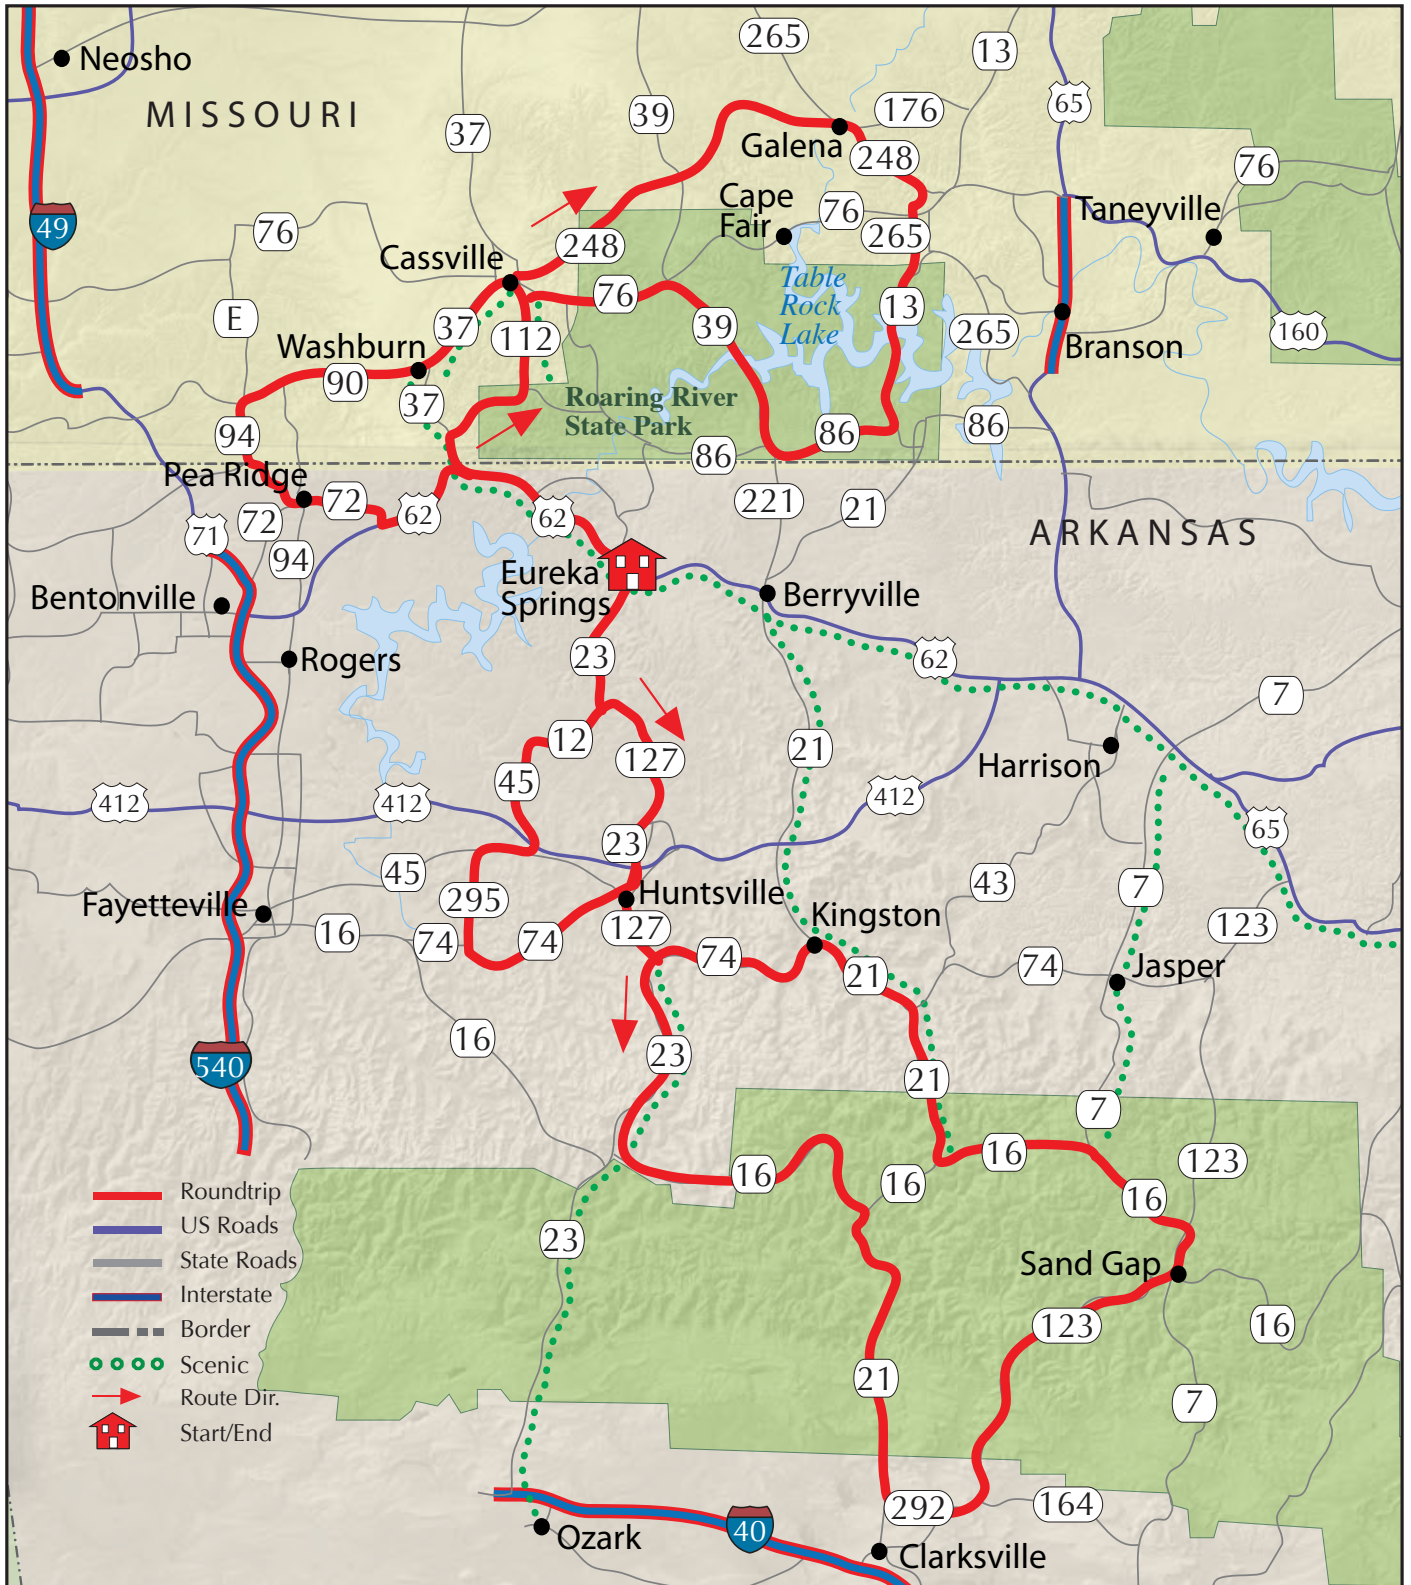 265
13
Neosho
65
MISSOURI
39
176
37
Galena
248
76
Cape
Fair
76
Taneyville
49
76
248
265
Cassville
Table
Rock
Lake
76
13
E
37
112
39
265
160
Washburn
Branson
90
37
Roaring River
State Park
94
86
86
86
Pea Ridge
72
62
221
21
72
62
71
ARKANSAS
94
Eureka
Springs
Bentonville
Berryville
23
62
Rogers
7
12
127
21
Harrison
45
412
412
412
65
23
45
43
7
295
Huntsville
Fayetteville
Kingston
127
123
16
74
74
74
21
74
Jasper
16
23
540
21
7
16
16
123
16
16
Roundtrip
US Roads
23
State Roads
Sand Gap
Interstate
Border
123
16
Scenic
21
Route Dir.
7
Start/End
292
164
40
Ozark
Clarksville